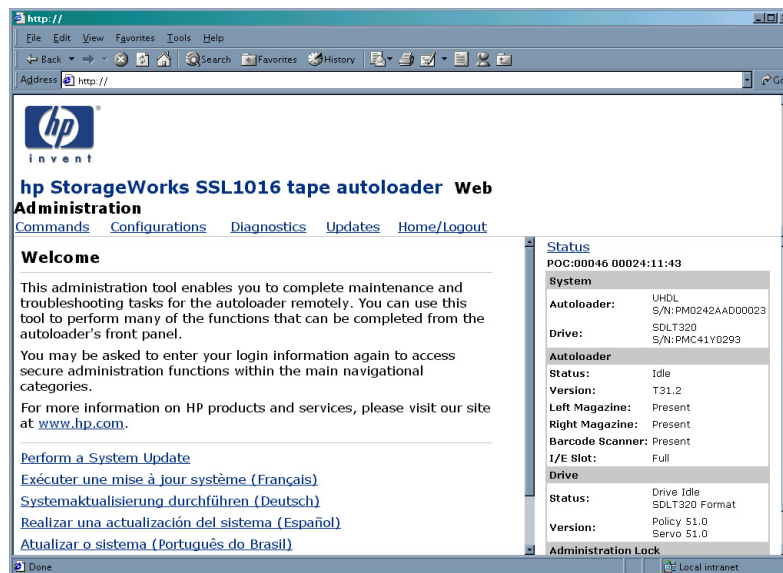 http://
File Edit View Favorites Tools Help
Back Search Favorites History
Address http://
Go
hp
®
invent
hp StorageWorks SSL1016 tape autoloader Web
Administration
Commands Configurations Diagnostics Updates Home/Logout
Welcome
This administration tool enables you to complete maintenance and
troubleshooting tasks for the autoloader remotely. You can use this
tool to perform many of the functions that can be completed from the
autoloader's front panel.
You may be asked to enter your login information again to access
secure administration functions within the main navigational
categories.
For more information on HP products and services, please visit our site
at www.hp.com.
Perform a System Update
Exécuter une mise à jour système (Français)
Systemaktualisierung durchführen (Deutsch)
Realizar una actualización del sistema (Español)
Atualizar o sistema (Português do Brasil)
Status
POC:00046 00024:11:43
System
Autoloader: UHDL
S/N:PM0242AAD00023
Drive: SDLT320
S/N:PMC41Y0293
Autoloader
Status: Idle
Version: T31.2
Left Magazine: Present
Right Magazine: Present
Barcode Scanner: Present
I/E Slot: Full
Drive
Status: Drive Idle
SDLT320 Format
Version: Policy 51.0
Servo 51.0
Administration Lock
Done
Local intranet